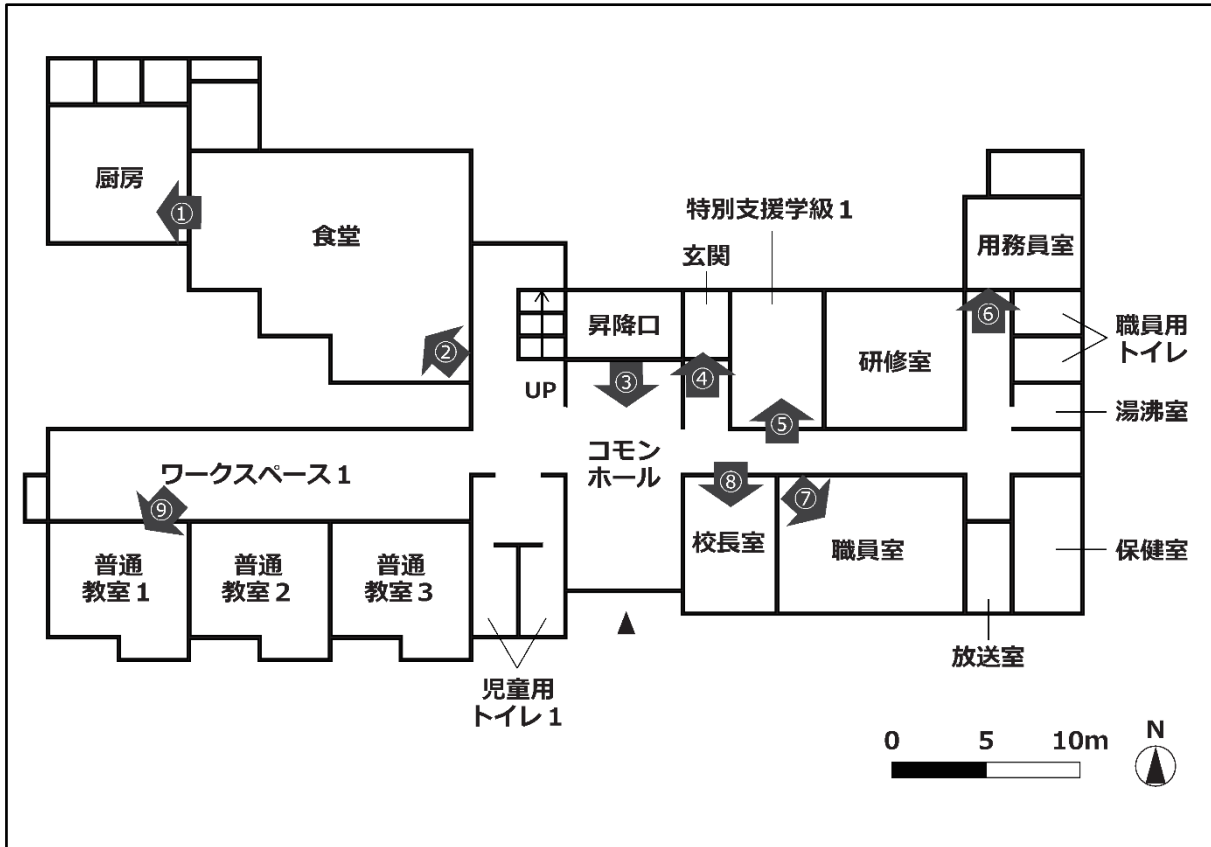 厨房
①
食堂
特別支援学級1
玄関
用務員室
昇降口
②
③
④
研修室
⑥
職員用
トイレ
UP
⑤
湯沸室
コモン
ホール
ワークスペース1
⑨
⑧
⑦
校長室
職員室
保健室
普通
教室1
普通
教室2
普通
教室3
放送室
児童用
トイレ1
0 5 10m
N